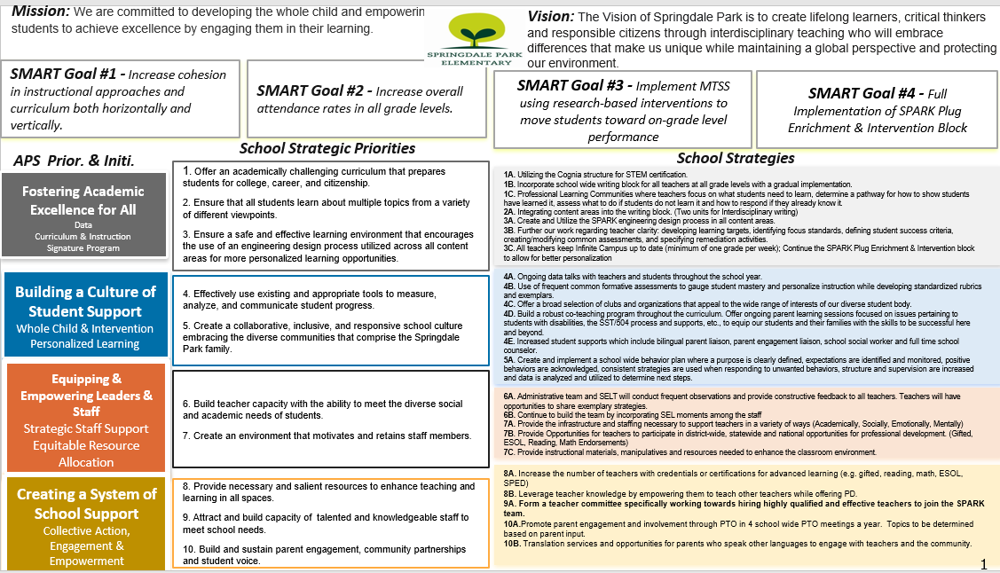 Mission: We are committed to developing the whole child and empowerin
students to achieve excellence by engaging them in their learning.
SPRINGDALE PARK
ELEMENTARY
Vision: The Vision of Springdale Park is to create lifelong learners, critical thinkers
and responsible citizens through interdisciplinary teaching who will embrace
differences that make us unique while maintaining a global perspective and protecting
our environment.
SMART Goal #1 - Increase cohesion
in instructional approaches and
curriculum both horizontally and
vertically.
SMART Goal #2 - Increase overall
attendance rates in all grade levels.
SMART Goal #3 - Implement MTSS
using research-based interventions to
move students toward on-grade level
performance
SMART Goal #4 - Full
Implementation of SPARK Plug
Enrichment & Intervention Block
APS Prior. & Initi.
School Strategic Priorities
School Strategies
Fostering Academic
Excellence for All
Data
Curriculum & Instruction
Signature Program
1. Offer an academically challenging curriculum that prepares
students for college, career, and citizenship.
2. Ensure that all students learn about multiple topics from a variety
of different viewpoints.
3. Ensure a safe and effective learning environment that encourages
the use of an engineering design process utilized across all content
areas for more personalized learning opportunities.
1A. Utilizing the Cognia structure for STEM certification.
1B. Incorporate school wide writing block for all teachers at all grade levels with a gradual implementation.
1C. Professional Learning Communities where teachers focus on what students need to learn, determine a pathway for how to show students
have learned it, assess what to do if students do not learn it and how to respond if they already know it.
2A. Integrating content areas into the writing block. (Two units for Interdisciplinary writing)
3A. Create and Utilize the SPARK engineering design process in all content areas.
3B. Further our work regarding teacher clarity: developing learning targets, identifying focus standards, defining student success criteria,
creating/modifying common assessments, and specifying remediation activities.
3C. All teachers keep Infinite Campus up to date (minimum of one grade per week); Continue the SPARK Plug Enrichment & Intervention block
to allow for better personalization
Building a Culture of
Student Support
Whole Child & Intervention
Personalized Learning
4. Effectively use existing and appropriate tools to measure,
analyze, and communicate student progress.
5. Create a collaborative, inclusive, and responsive school culture
embracing the diverse communities that comprise the Springdale
Park family.
4A. Ongoing data talks with teachers and students throughout the school year.
4B. Use of frequent common formative assessments to gauge student mastery and personalize instruction while developing standardized rubrics
and exemplars.
4C. Offer a broad selection of clubs and organizations that appeal to the wide range of interests of our diverse student body.
4D. Build a robust co-teaching program throughout the curriculum. Offer ongoing parent learning sessions focused on issues pertaining to
students with disabilities, the SST/504 process and supports, etc., to equip our students and their families with the skills to be successful here
and beyond.
4E. Increased student supports which include bilingual parent liaison, parent engagement liaison, school social worker and full time school
counselor.
5A. Create and implement a school wide behavior plan where a purpose is clearly defined, expectations are identified and monitored, positive
behaviors are acknowledged, consistent strategies are used when responding to unwanted behaviors, structure and supervision are increased
and data is analyzed and utilized to determine next steps.
Equipping &
Empowering Leaders &
Staff
Strategic Staff Support
Equitable Resource
Allocation
6. Build teacher capacity with the ability to meet the diverse social
and academic needs of students.
7. Create an environment that motivates and retains staff members.
6A. Administrative team and SELT will conduct frequent observations and provide constructive feedback to all teachers. Teachers will have
opportunities to share exemplary strategies.
6B. Continue to build the team by incorporating SEL moments among the staff
7A. Provide the infrastructure and staffing necessary to support teachers in a variety of ways (Academically, Socially, Emotionally, Mentally)
7B. Provide Opportunities for teachers to participate in district-wide, statewide and national opportunities for professional development. (Gifted,
ESOL, Reading, Math Endorsements)
7C. Provide instructional materials, manipulatives and resources needed to enhance the classroom environment.
Creating a System of
School Support
Collective Action,
Engagement &
Empowerment
8. Provide necessary and salient resources to enhance teaching and
learning in all spaces.
9. Attract and build capacity of talented and knowledgeable staff to
meet school needs.
10. Build and sustain parent engagement, community partnerships
and student voice.
8A. Increase the number of teachers with credentials or certifications for advanced learning (e.g. gifted, reading, math, ESOL,
SPED)
8B. Leverage teacher knowledge by empowering them to teach other teachers while offering PD.
9A. Form a teacher committee specifically working towards hiring highly qualified and effective teachers to join the SPARK
team.
10A.Promote parent engagement and involvement through PTO in 4 school wide PTO meetings a year. Topics to be determined
based on parent input.
10B. Translation services and opportunities for parents who speak other languages to engage with teachers and the community.
1